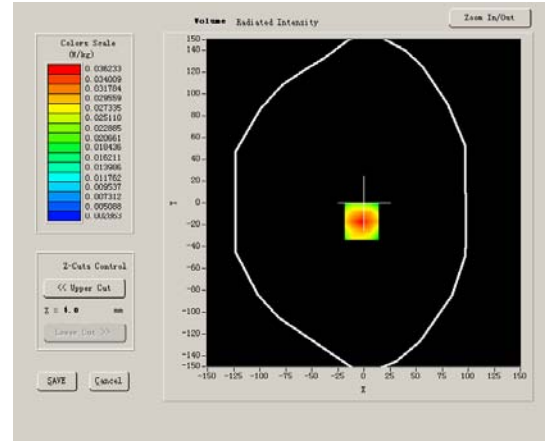 Volume Radiated Intensity
Zoom In/Out
Colors Scale
(W/kg)
0.036233
0.034009
0.031784
0.029559
0.027335
0.025110
0.022885
0.020661
0.018436
0.016211
0.013986
0.011762
0.009537
0.007312
0.005088
0.002863
Z-Cuts Control
<< Upper Cut
Z = 4.0 mm
Lower Cut >>
SAVE
Cancel
150
140
120
100
80
60
40
20
0
-20
-40
-60
-80
-100
-120
-140
-150
Y
-150 -125 -100 -75 -50 -25 0 25 50 75 100 125 150
X